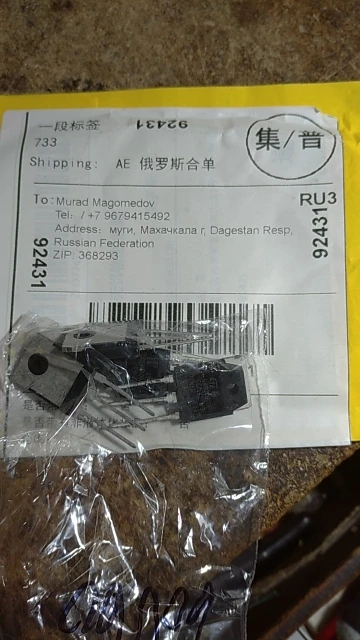 一段标签
92431
集/普
733
Shipping: AE 俄罗斯合单
To: Murad Magomedov
RU3
Tel: / +7 9679415492
Address: муги, Махачкала г, Dagestan Resp,
Russian Federation
ZIP: 368293
92431
92431